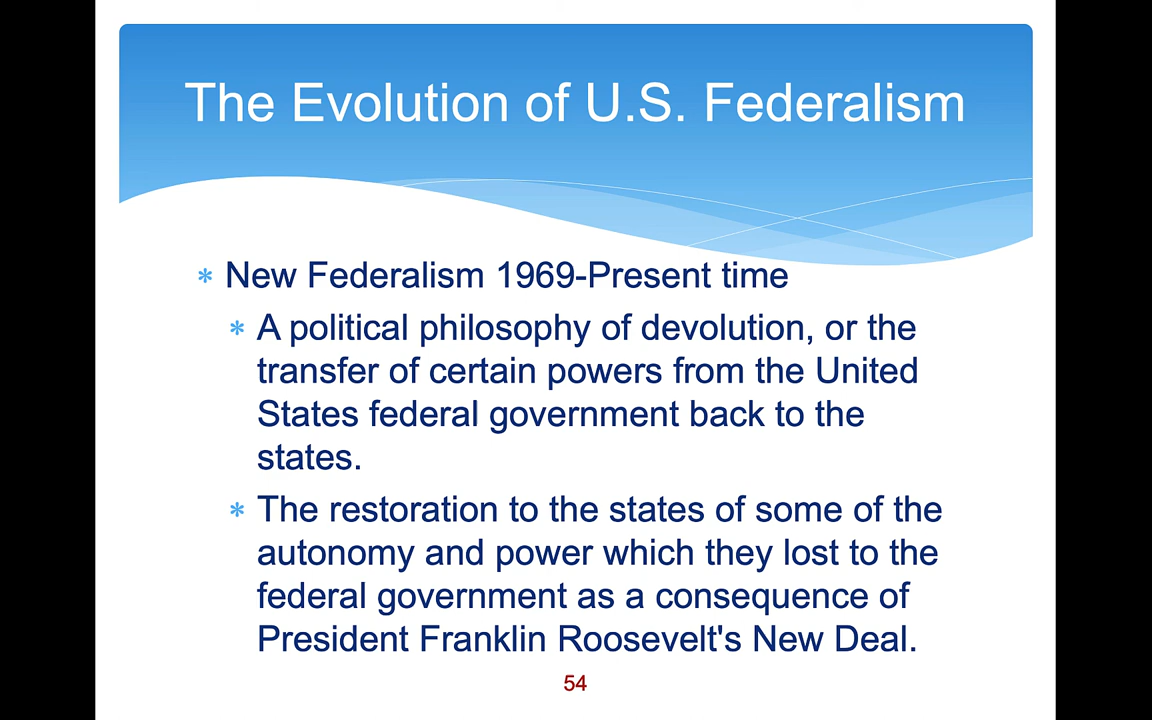 The Evolution of U.S. Federalism
* New Federalism 1969-Present time
* A political philosophy of devolution, or the
transfer of certain powers from the United
States federal government back to the
states.
* The restoration to the states of some of the
autonomy and power which they lost to the
federal government as a consequence of
President Franklin Roosevelt's New Deal.
54